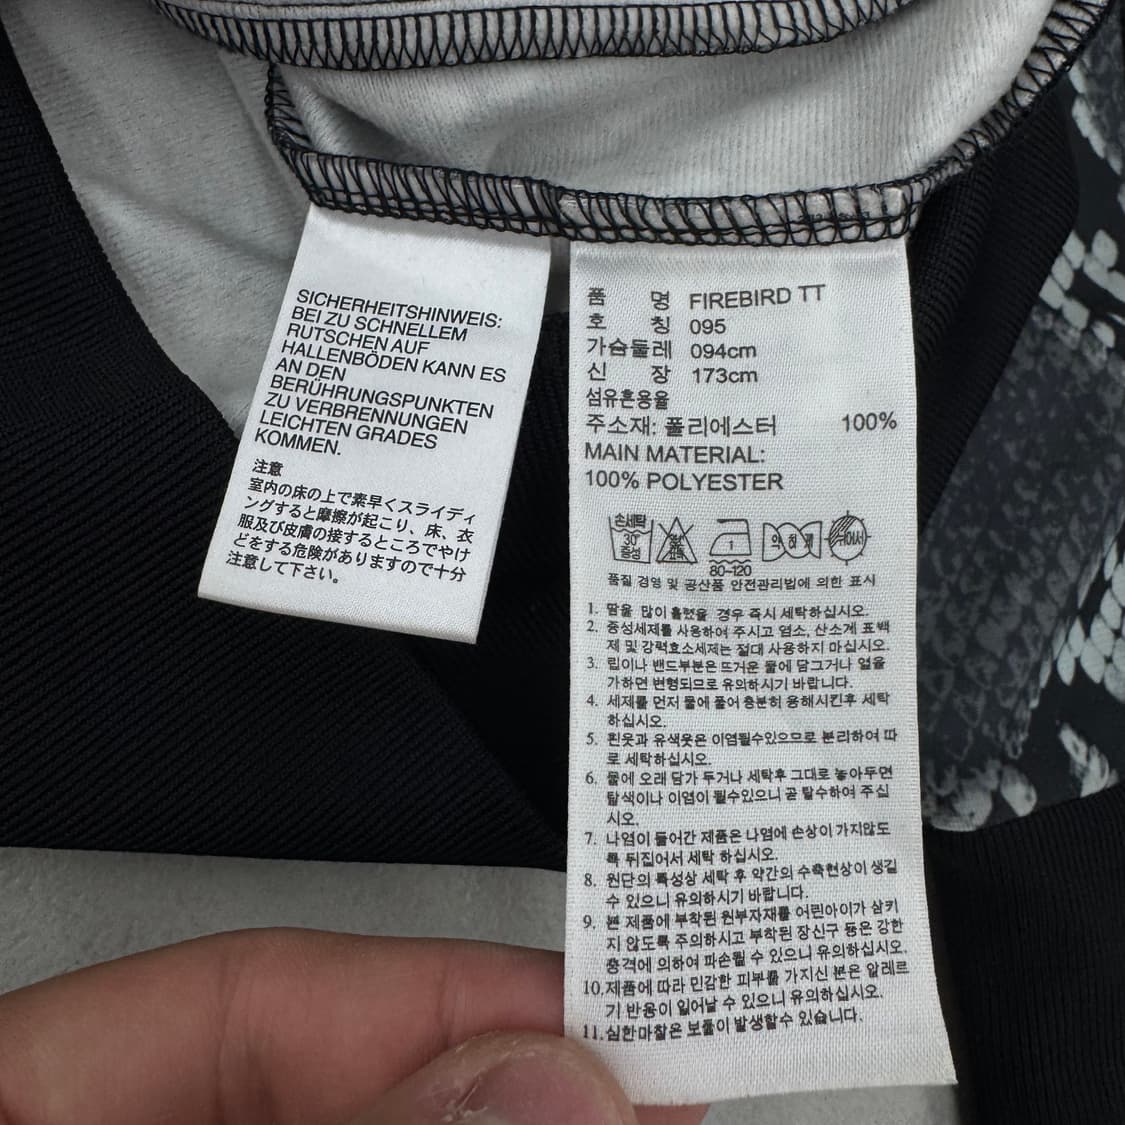 SICHERHEITSHINWEIS:
BEI ZU SCHNELLEM
RUTSCHEN AUF
HALLENBÖDEN KANN ES
AN DEN
BERÜHRUNGSPUNKTEN
ZU VERBRENNUNGEN
LEICHTEN GRADES
KOMMEN.
注意
室内の床の上で素早くスライディ
ングすると摩擦が起こり、床、衣
服及び皮膚の接するところでやけ
どをする危険がありますので十分
注意して下さい。
품 명 FIREBIRD TT
호 칭 095
가슴둘레 094cm
신 장 173cm
섬유혼용율
주소재: 폴리에스터 100%
MAIN MATERIAL:
100% POLYESTER
손세탁
30°
중성
80~120
품질 경영 및 공산품 안전관리법에 의한 표시
1. 땀을 많이 흘렸을 경우 즉시 세탁하십시오.
2. 중성세제를 사용하여 주시고 염소, 산소계 표백
제 및 강력효소세제는 절대 사용하지 마십시오.
3. 립이나 밴드부분은 뜨거운 물에 담그거나 열을
가하면 변형되므로 유의하시기 바랍니다.
4. 세제를 먼저 물에 풀어 충분히 용해시킨후 세탁
하십시오.
5. 흰옷과 유색옷은 이염될수있으므로 분리하여 따
로 세탁하십시오.
6. 물에 오래 담가 두거나 세탁후 그대로 놓아두면
탈색이나 이염이 될수있으니 곧 탈수하여 주십
시오.
7. 나염이 들어간 제품은 나염에 손상이 가지않도
록 뒤집어서 세탁 하십시오.
8. 원단의 특성상 세탁 후 약간의 수축현상이 생길
수 있으니 유의하시기 바랍니다.
9. 본 제품에 부착된 원부자재를 어린아이가 삼키
지 않도록 주의하시고 부착된 장신구 등은 강한
충격에 의하여 파손될 수 있으니 유의하십시오.
10.제품에 따라 민감한 피부를 가지신 분은 알레르
기 반응이 일어날 수 있으니 유의하십시오.
11.심한마찰은 보풀이 발생할수 있습니다.